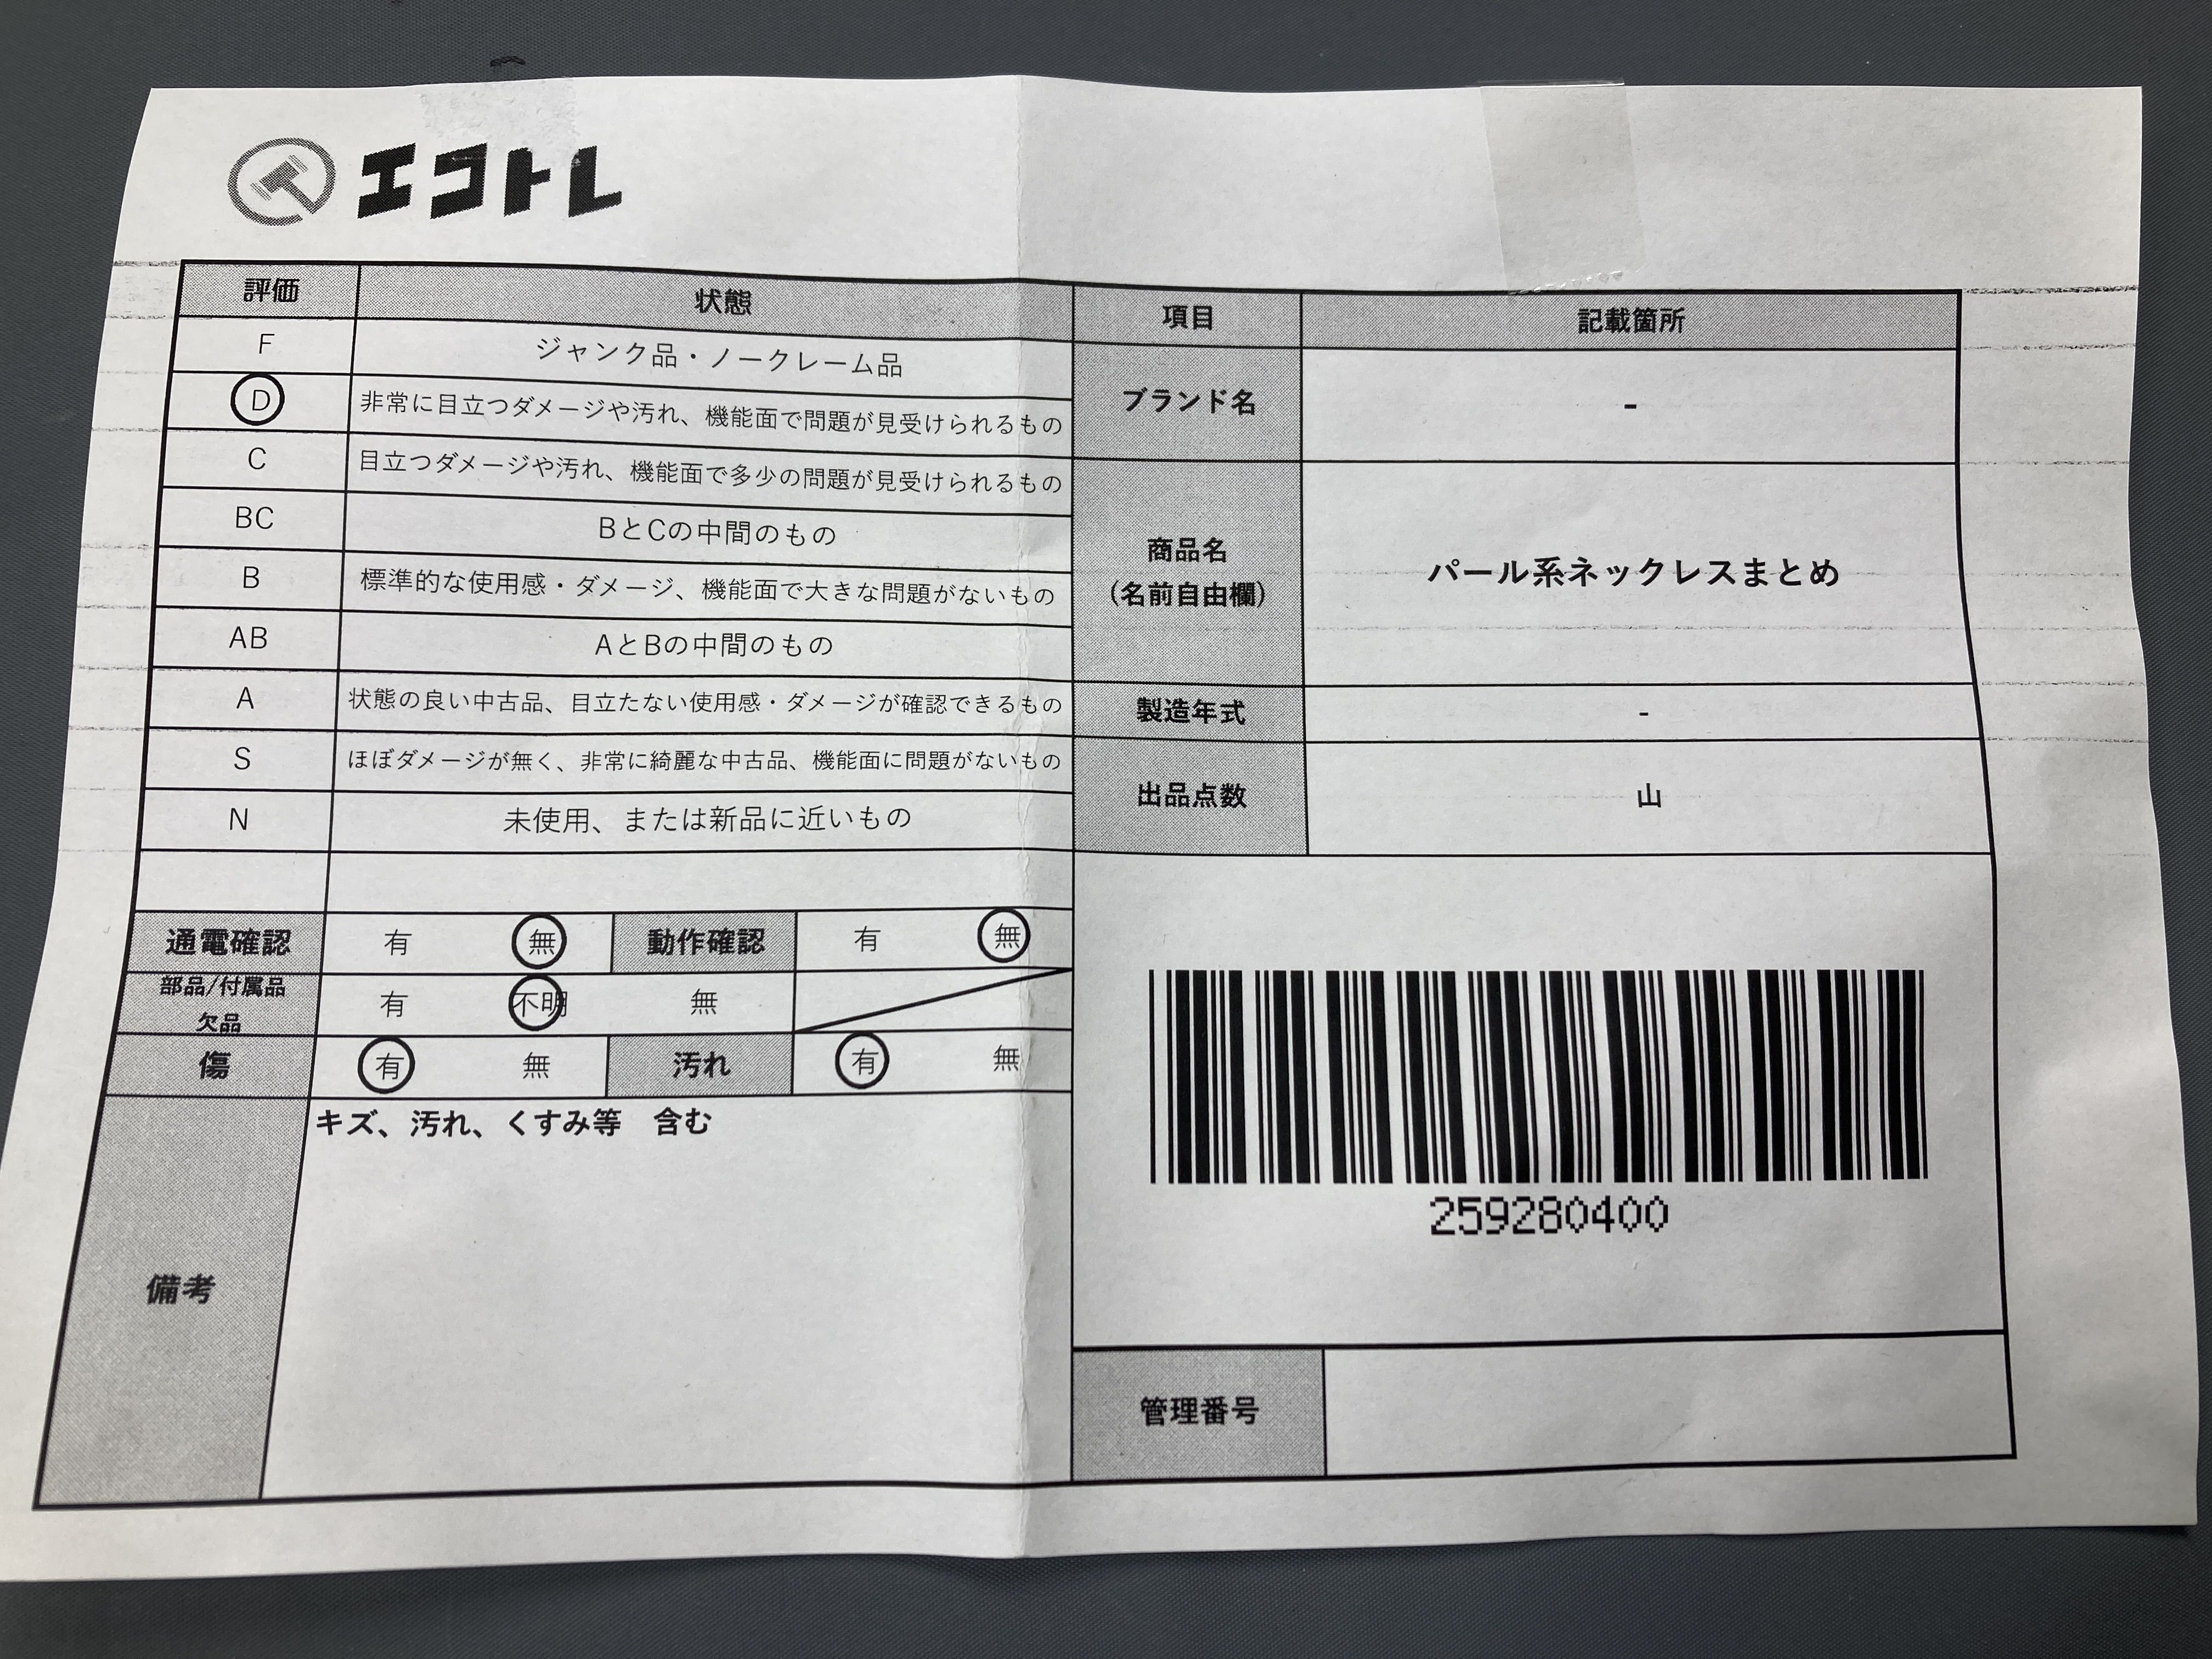 エコトレ
評価 状態
F ジャンク品・ノークレーム品
D 非常に目立つダメージや汚れ、機能面で問題が見受けられるもの
C 目立つダメージや汚れ、機能面で多少の問題が見受けられるもの
BC BとCの中間のもの
B 標準的な使用感・ダメージ、機能面で大きな問題がないもの
AB AとBの中間のもの
A 状態の良い中古品、目立たない使用感・ダメージが確認できるもの
S ほぼダメージが無く、非常に綺麗な中古品、機能面に問題がないもの
N 未使用、または新品に近いもの
通電確認 有 無 動作確認 有 無
部品/付属品
欠品 有 不明 無
傷 有 無 汚れ 有 無
備考 キズ、汚れ、くすみ等 含む
項目 記載箇所
ブランド名 -
商品名
(名前自由欄) パール系ネックレスまとめ
製造年式 -
出品点数 山
259280400
管理番号